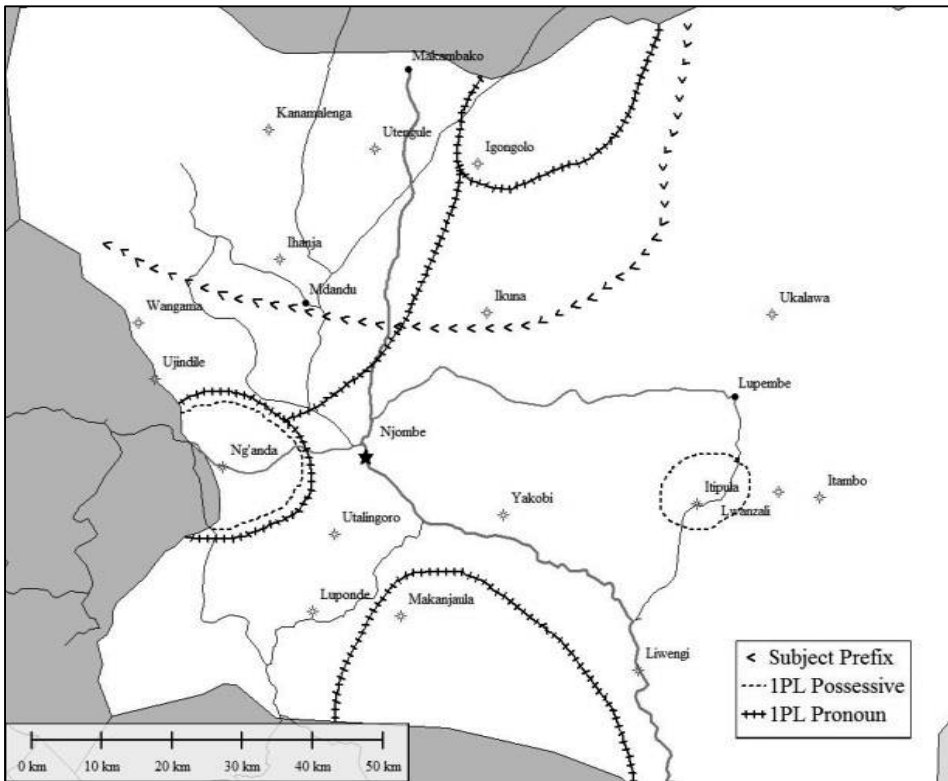 Makambako
Kanamalenga
Utengule
Igongolo
Ihanja
Mdandu
Ikuna
Ukalawa
Wangama
Ujindile
Lupembe
Njombe
Ng'anda
Itipula
Itambo
Yakobi
Lwanzali
Utalingoro
Luponde
Makanjaula
Liwengi
Subject Prefix
1PL Possessive
1PL Pronoun
0 km 10 km 20 km 30 km 40 km 50 km